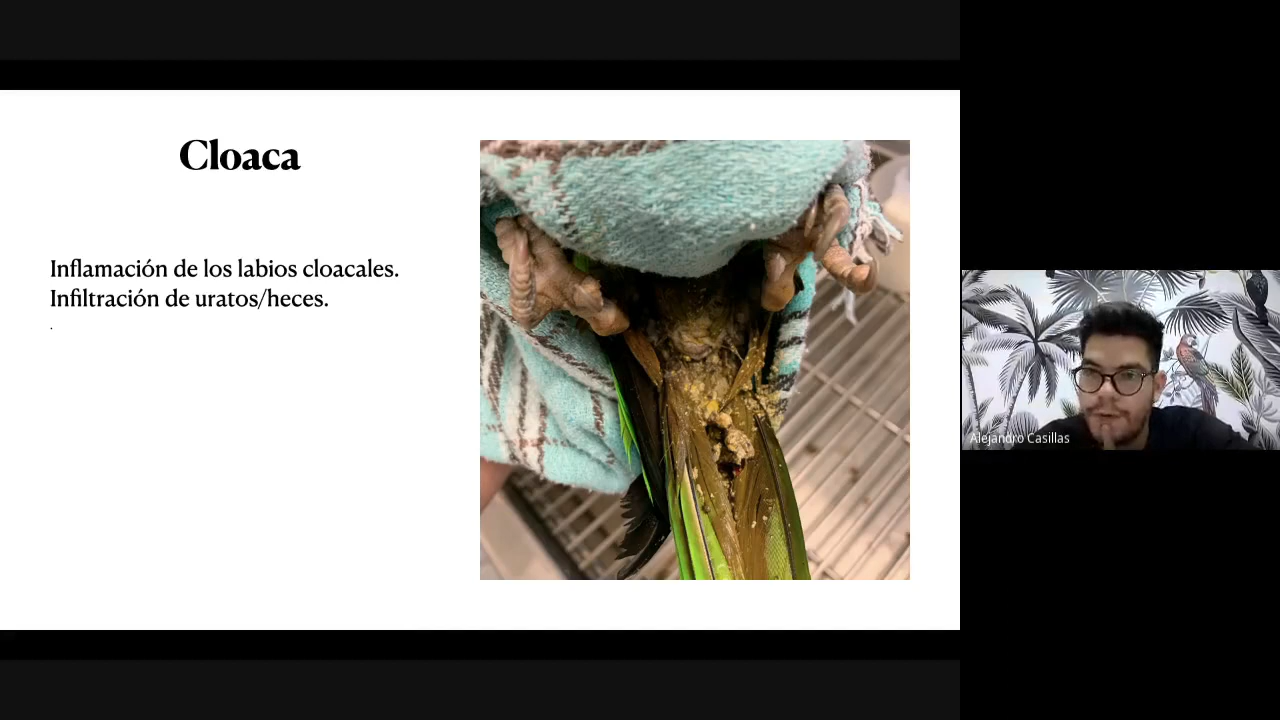 Cloaca
Inflamación de los labios cloacales.
Infiltración de uratos/heces.
.
Alejandro Casillas